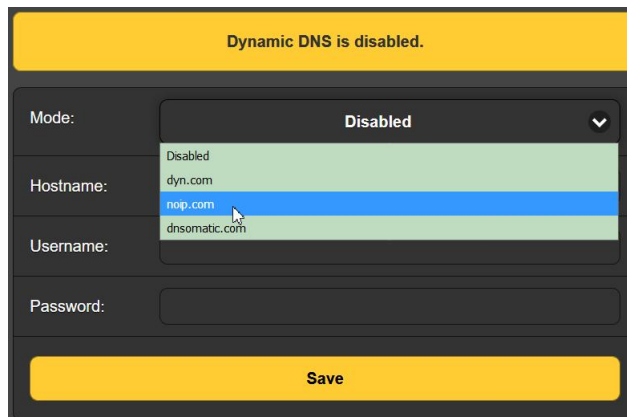 Dynamic DNS is disabled.
Mode:
Disabled
Disabled
dyn.com
Hostname:
noip.com
dnsomatic.com
Username:
Password:
Save